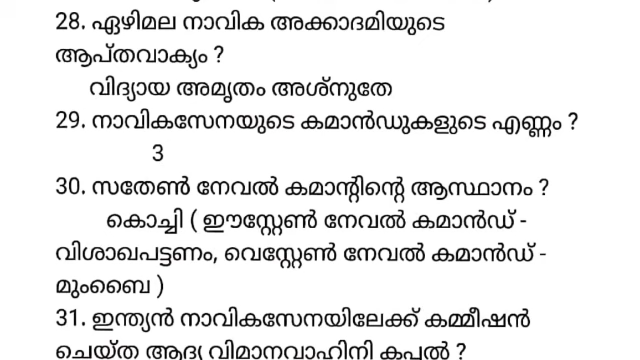 28. ഏഴിമല നാവിക അക്കാദമിയുടെ
ആപ്തവാക്യം ?
വിദ്യായ അമൃതം അശ്നുതേ
29. നാവികസേനയുടെ കമാൻഡുകളുടെ എണ്ണം ?
3
30. സതേൺ നേവൽ കമാന്റിന്റെ ആസ്ഥാനം ?
കൊച്ചി ( ഈസ്റ്റേൺ നേവൽ കമാൻഡ് -
വിശാഖപട്ടണം, വെസ്റ്റേൺ നേവൽ കമാൻഡ് -
മുംബൈ )
31. ഇന്ത്യൻ നാവികസേനയിലേക്ക് കമ്മീഷൻ
ചെയ്ത ആദ്യ വിമാനവാഹിനി കപ്പൽ ?